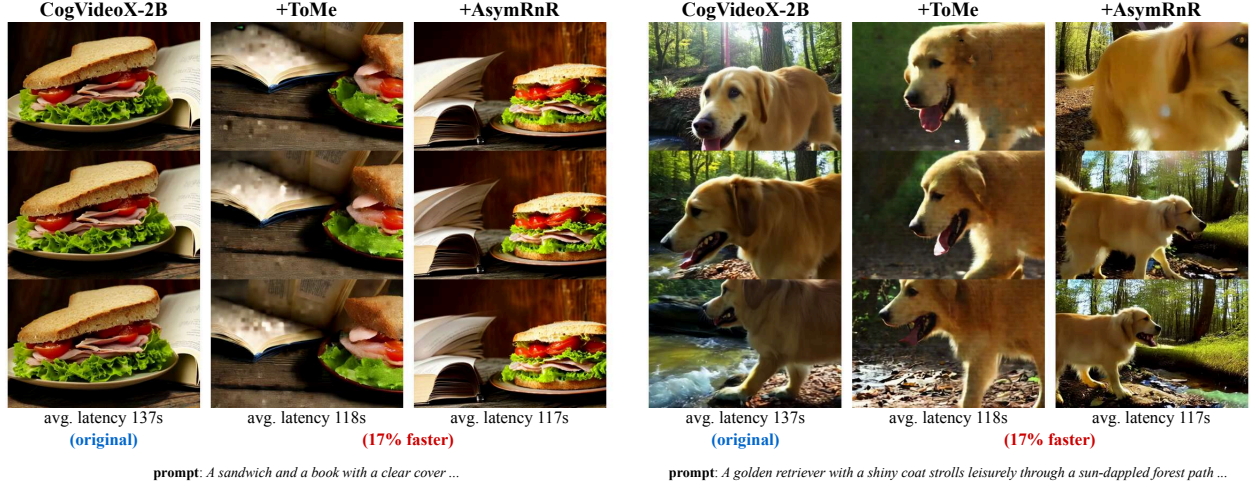 CogVideoX-2B +ToMe +AsymRnR
avg. latency 137s avg. latency 118s avg. latency 117s
(original) (17% faster)
prompt: A sandwich and a book with a clear cover ...
CogVideoX-2B +ToMe +AsymRnR
avg. latency 137s avg. latency 118s avg. latency 117s
(original) (17% faster)
prompt: A golden retriever with a shiny coat strolls leisurely through a sun-dappled forest path ...